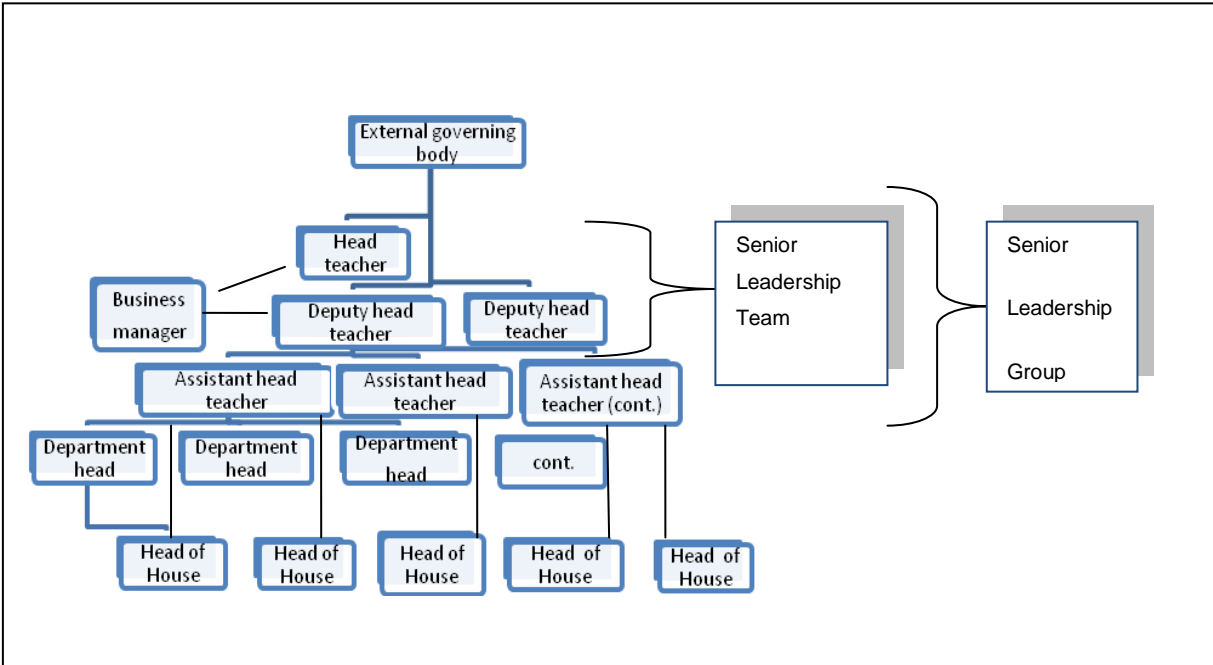 External governing
body
Head
teacher
Business
manager
Deputy head
teacher
Deputy head
teacher
Senior
Leadership
Team
Senior
Leadership
Group
Assistant head
teacher
Assistant head
teacher
Assistant head
teacher (cont.)
Department
head
Department
head
Department
head
cont.
Head of
House
Head of
House
Head of
House
Head of
House
Head of
House